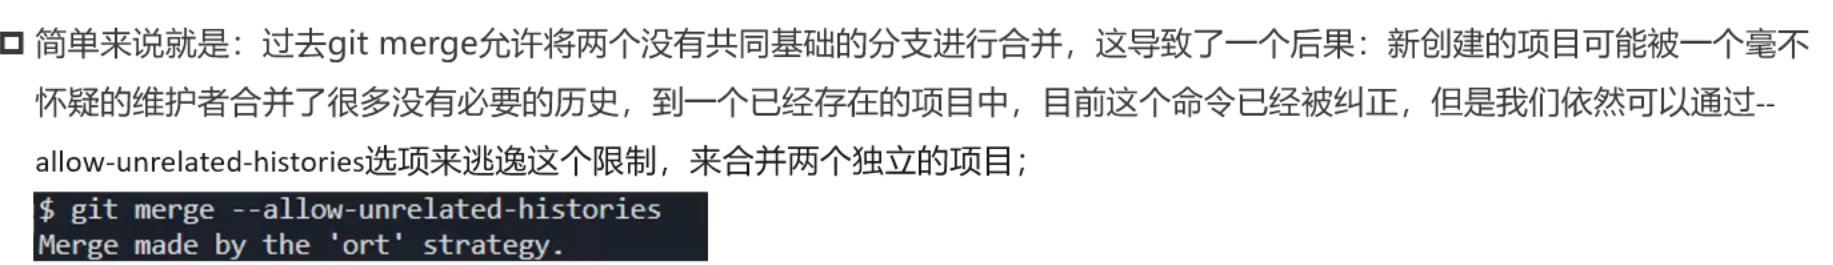 简单来说就是：过去git merge允许将两个没有共同基础的分支进行合并，这导致了一个后果：新创建的项目可能被一个毫不
怀疑的维护者合并了很多没有必要的历史，到一个已经存在的项目中，目前这个命令已经被纠正，但是我们依然可以通过--
allow-unrelated-histories选项来逃逸这个限制，来合并两个独立的项目；
$ git merge --allow-unrelated-histories
Merge made by the 'ort' strategy.